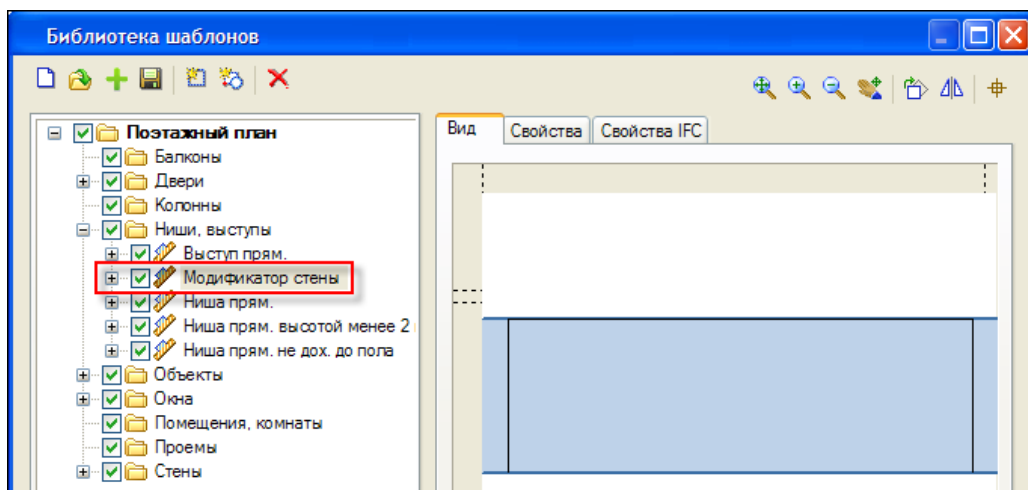 Библиотека шаблонов
Вид
Свойства
Свойства IFC
Поэтажный план
Балконы
Двери
Колонны
Ниши, выступы
Выступ прям.
Модификатор стены
Ниша прям.
Ниша прям. высотой менее 2
Ниша прям. не дох. до пола
Объекты
Окна
Помещения, комнаты
Проемы
Стены